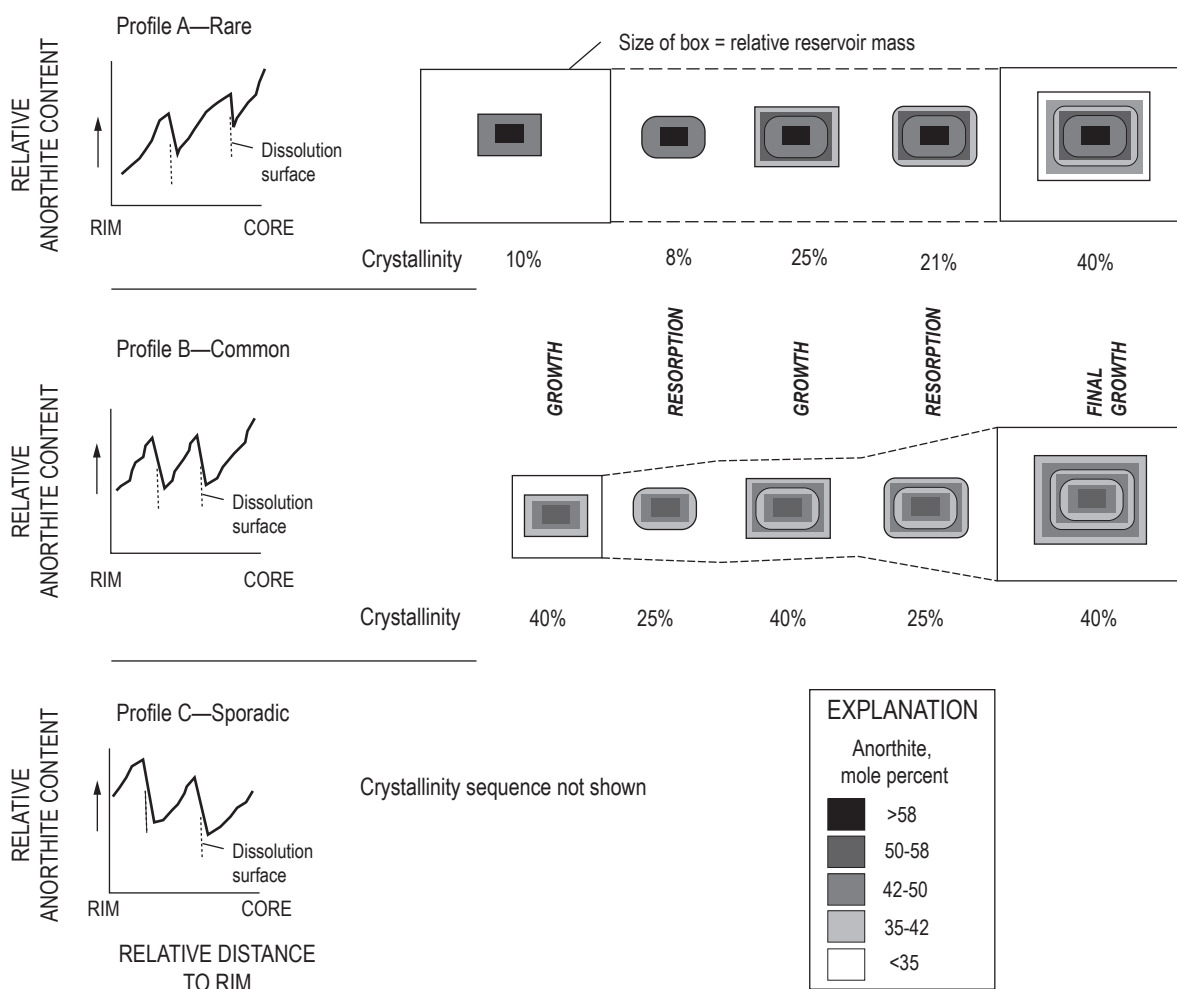 Profile A—Rare
RELATIVE
ANORTHITE CONTENT
Dissolution
surface
RIM
CORE
Size of box = relative reservoir mass
Crystallinity
10%
8%
25%
21%
40%
Profile B—Common
RELATIVE
ANORTHITE CONTENT
Dissolution
surface
RIM
CORE
GROWTH
RESORPTION
GROWTH
RESORPTION
FINAL
GROWTH
Crystallinity
40%
25%
40%
25%
40%
Profile C—Sporadic
RELATIVE
ANORTHITE CONTENT
Dissolution
surface
RIM
CORE
RELATIVE DISTANCE
TO RIM
Crystallinity sequence not shown
EXPLANATION
Anorthite,
mole percent
>58
50-58
42-50
35-42
<35